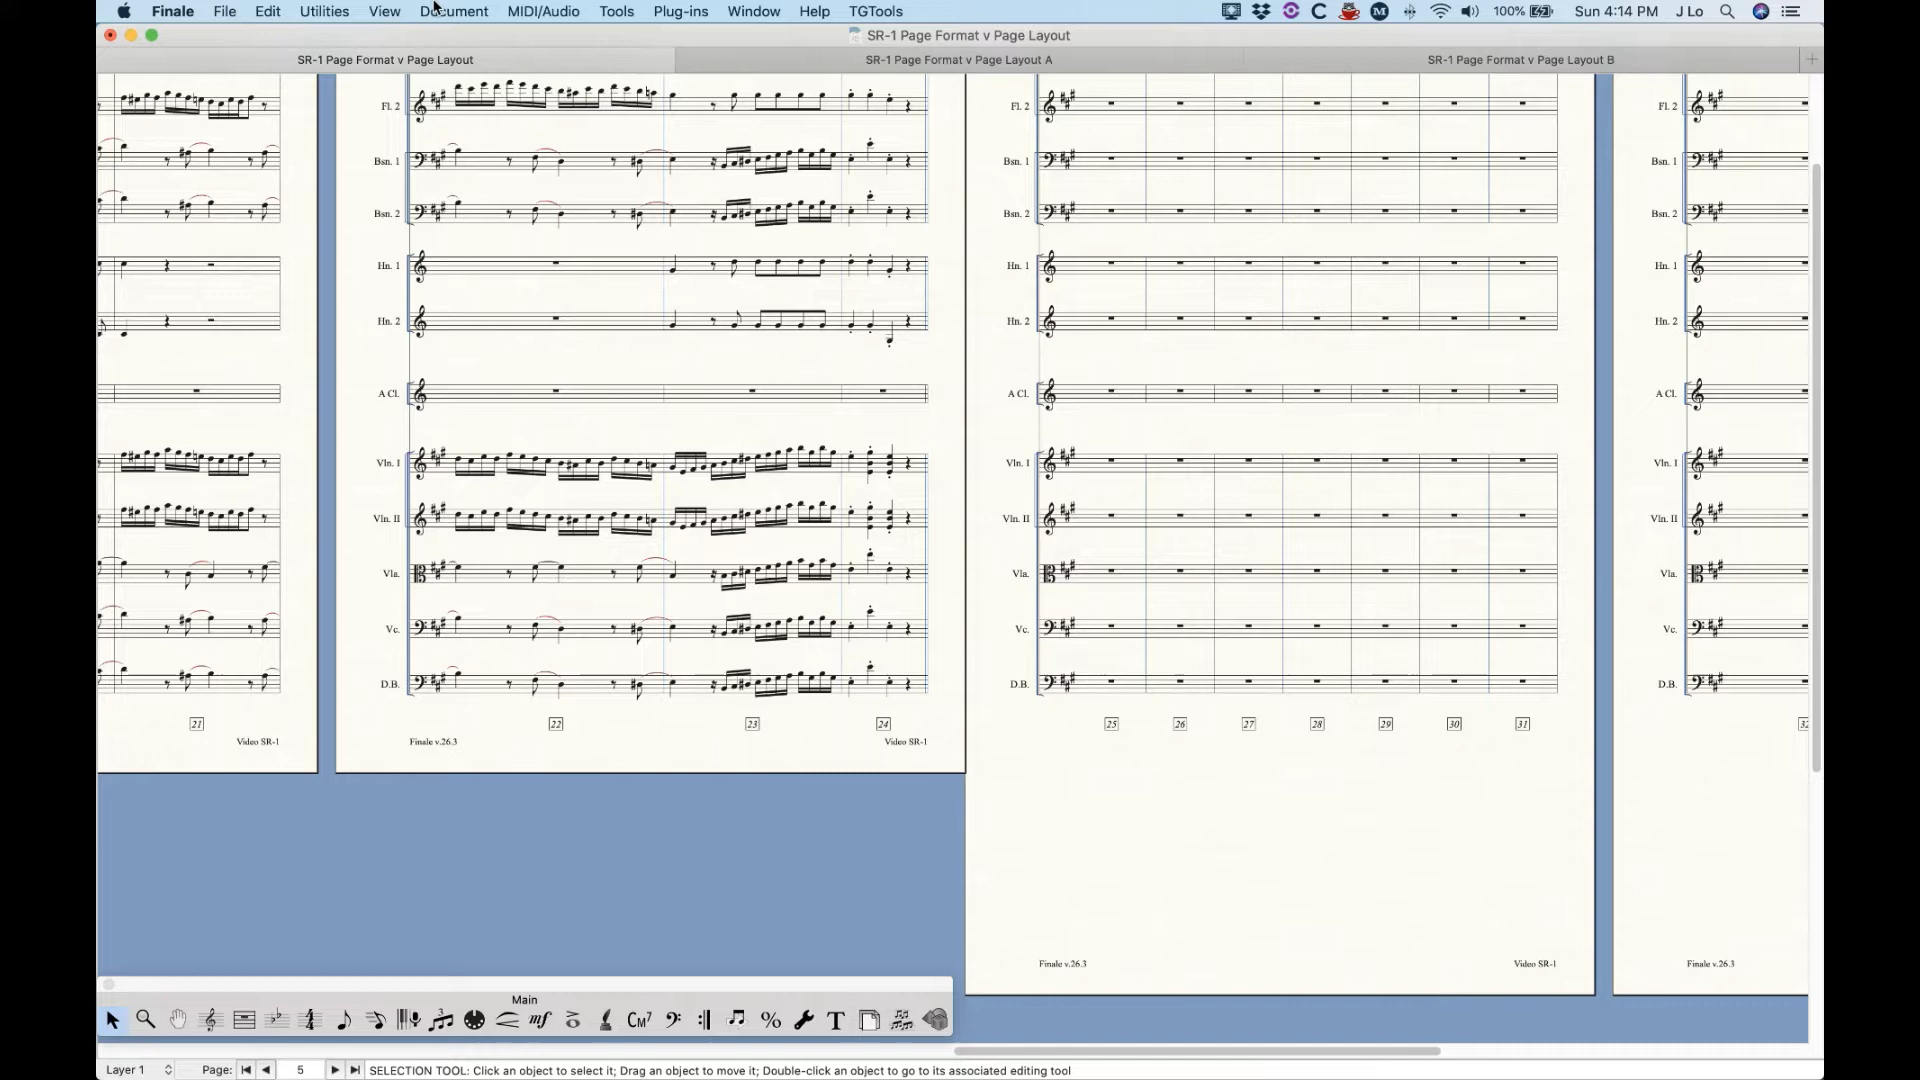 Finale File Edit Utilities View Document MIDI/Audio Tools Plug-ins Window Help TGTools 100% Sun 4:14 PM J Lo
SR-1 Page Format v Page Layout
SR-1 Page Format v Page Layout SR-1 Page Format v Page Layout A SR-1 Page Format v Page Layout B
Fl. 2 Fl. 2 Fl. 2
Bsn. 1 Bsn. 1 Bsn. 1
Bsn. 2 Bsn. 2 Bsn. 2
Hn. 1 Hn. 1 Hn. 1
Hn. 2 Hn. 2 Hn. 2
A Cl. A Cl. A Cl.
Vln. I Vln. I Vln. I
Vln. II Vln. II Vln. II
Vla. Vla. Vla.
Vc. Vc. Vc.
D.B. D.B. D.B.
21 22 23 24 25 26 27 28 29 30 31
Video SR-1 Finale v.26.3 Video SR-1
Finale v.26.3 Video SR-1 Finale v.26.3
Main
mf CM7 % T
Layer 1 Page: 5 SELECTION TOOL: Click an object to select it; Drag an object to move it; Double-click an object to go to its associated editing tool